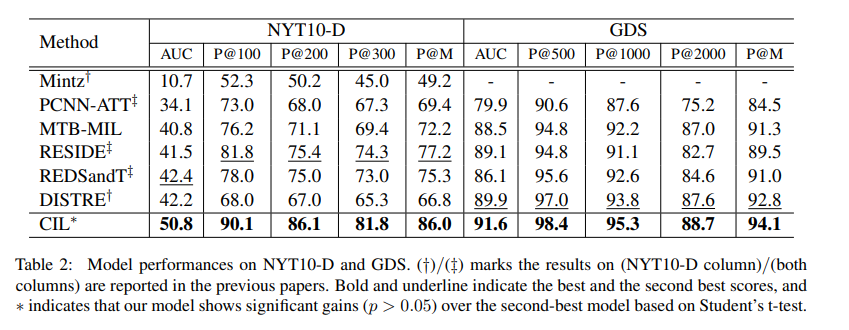 Method NYT10-D GDS
AUC P@100 P@200 P@300 P@M AUC P@500 P@1000 P@2000 P@M
Mintz† 10.7 52.3 50.2 45.0 49.2 - - - - -
PCNN-ATT‡ 34.1 73.0 68.0 67.3 69.4 79.9 90.6 87.6 75.2 84.5
MTB-MIL 40.8 76.2 71.1 69.4 72.2 88.5 94.8 92.2 87.0 91.3
RESIDE‡ 41.5 81.8 75.4 74.3 77.2 89.1 94.8 91.1 82.7 89.5
REDSandT‡ 42.4 78.0 75.0 73.0 75.3 86.1 95.6 92.6 84.6 91.0
DISTRE† 42.2 68.0 67.0 65.3 66.8 89.9 97.0 93.8 87.6 92.8
CIL* 50.8 90.1 86.1 81.8 86.0 91.6 98.4 95.3 88.7 94.1
Table 2: Model performances on NYT10-D and GDS. (†)/(‡) marks the results on (NYT10-D column)/(both
columns) are reported in the previous papers. Bold and underline indicate the best and the second best scores, and
* indicates that our model shows significant gains (p > 0.05) over the second-best model based on Student's t-test.